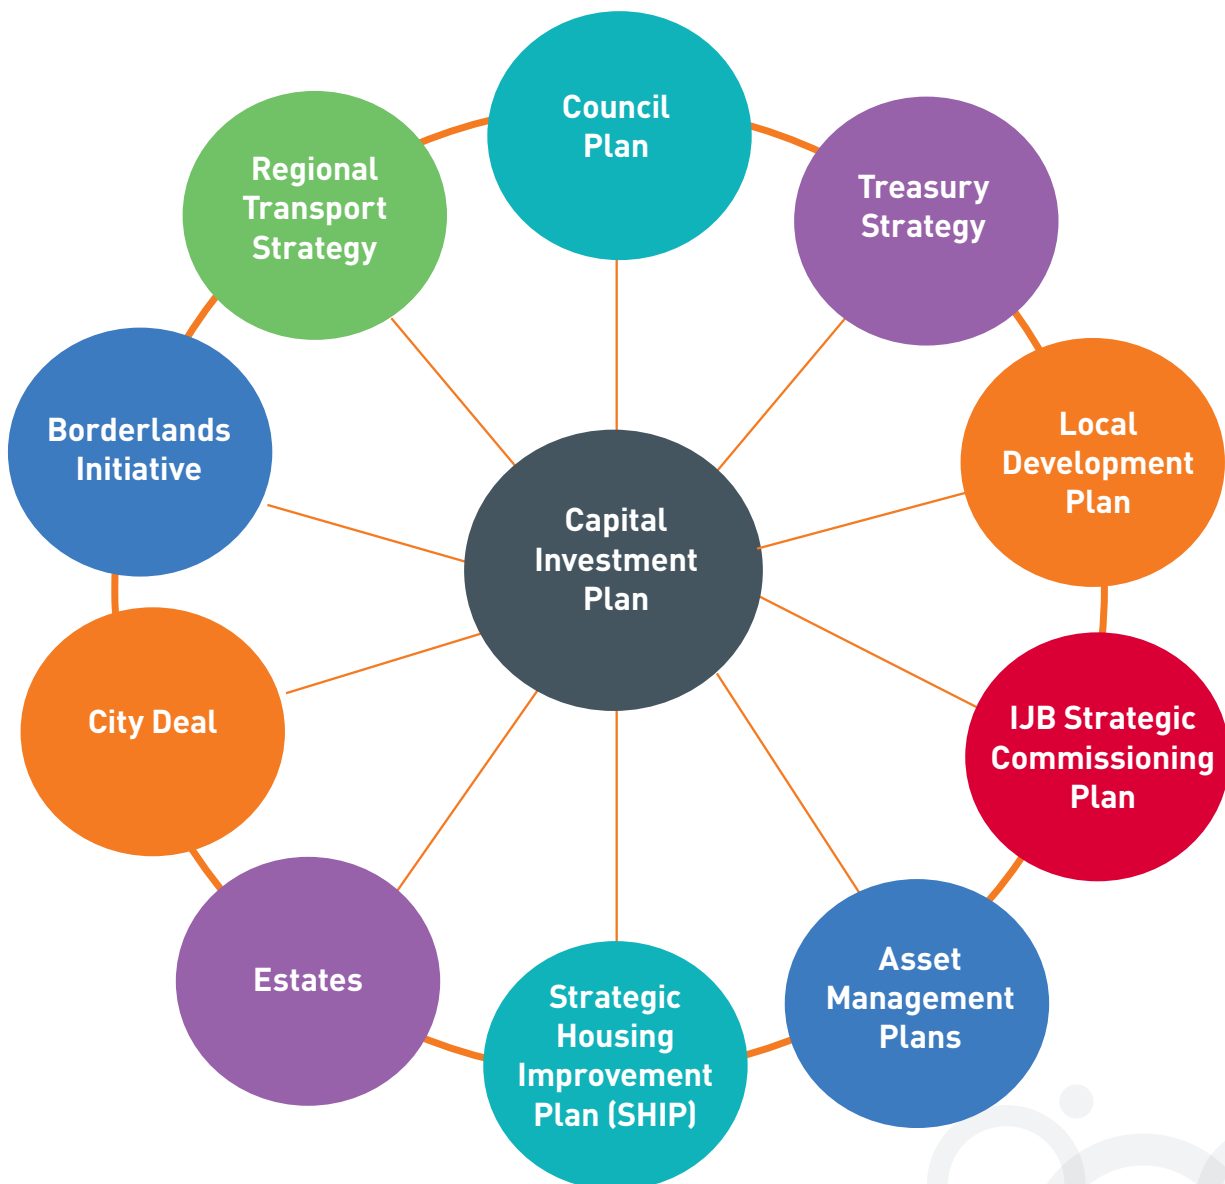 Council
Plan
Treasury
Strategy
Local
Development
Plan
IJB Strategic
Commissioning
Plan
Asset
Management
Plans
Strategic
Housing
Improvement
Plan (SHIP)
Estates
City Deal
Borderlands
Initiative
Regional
Transport
Strategy
Capital
Investment
Plan